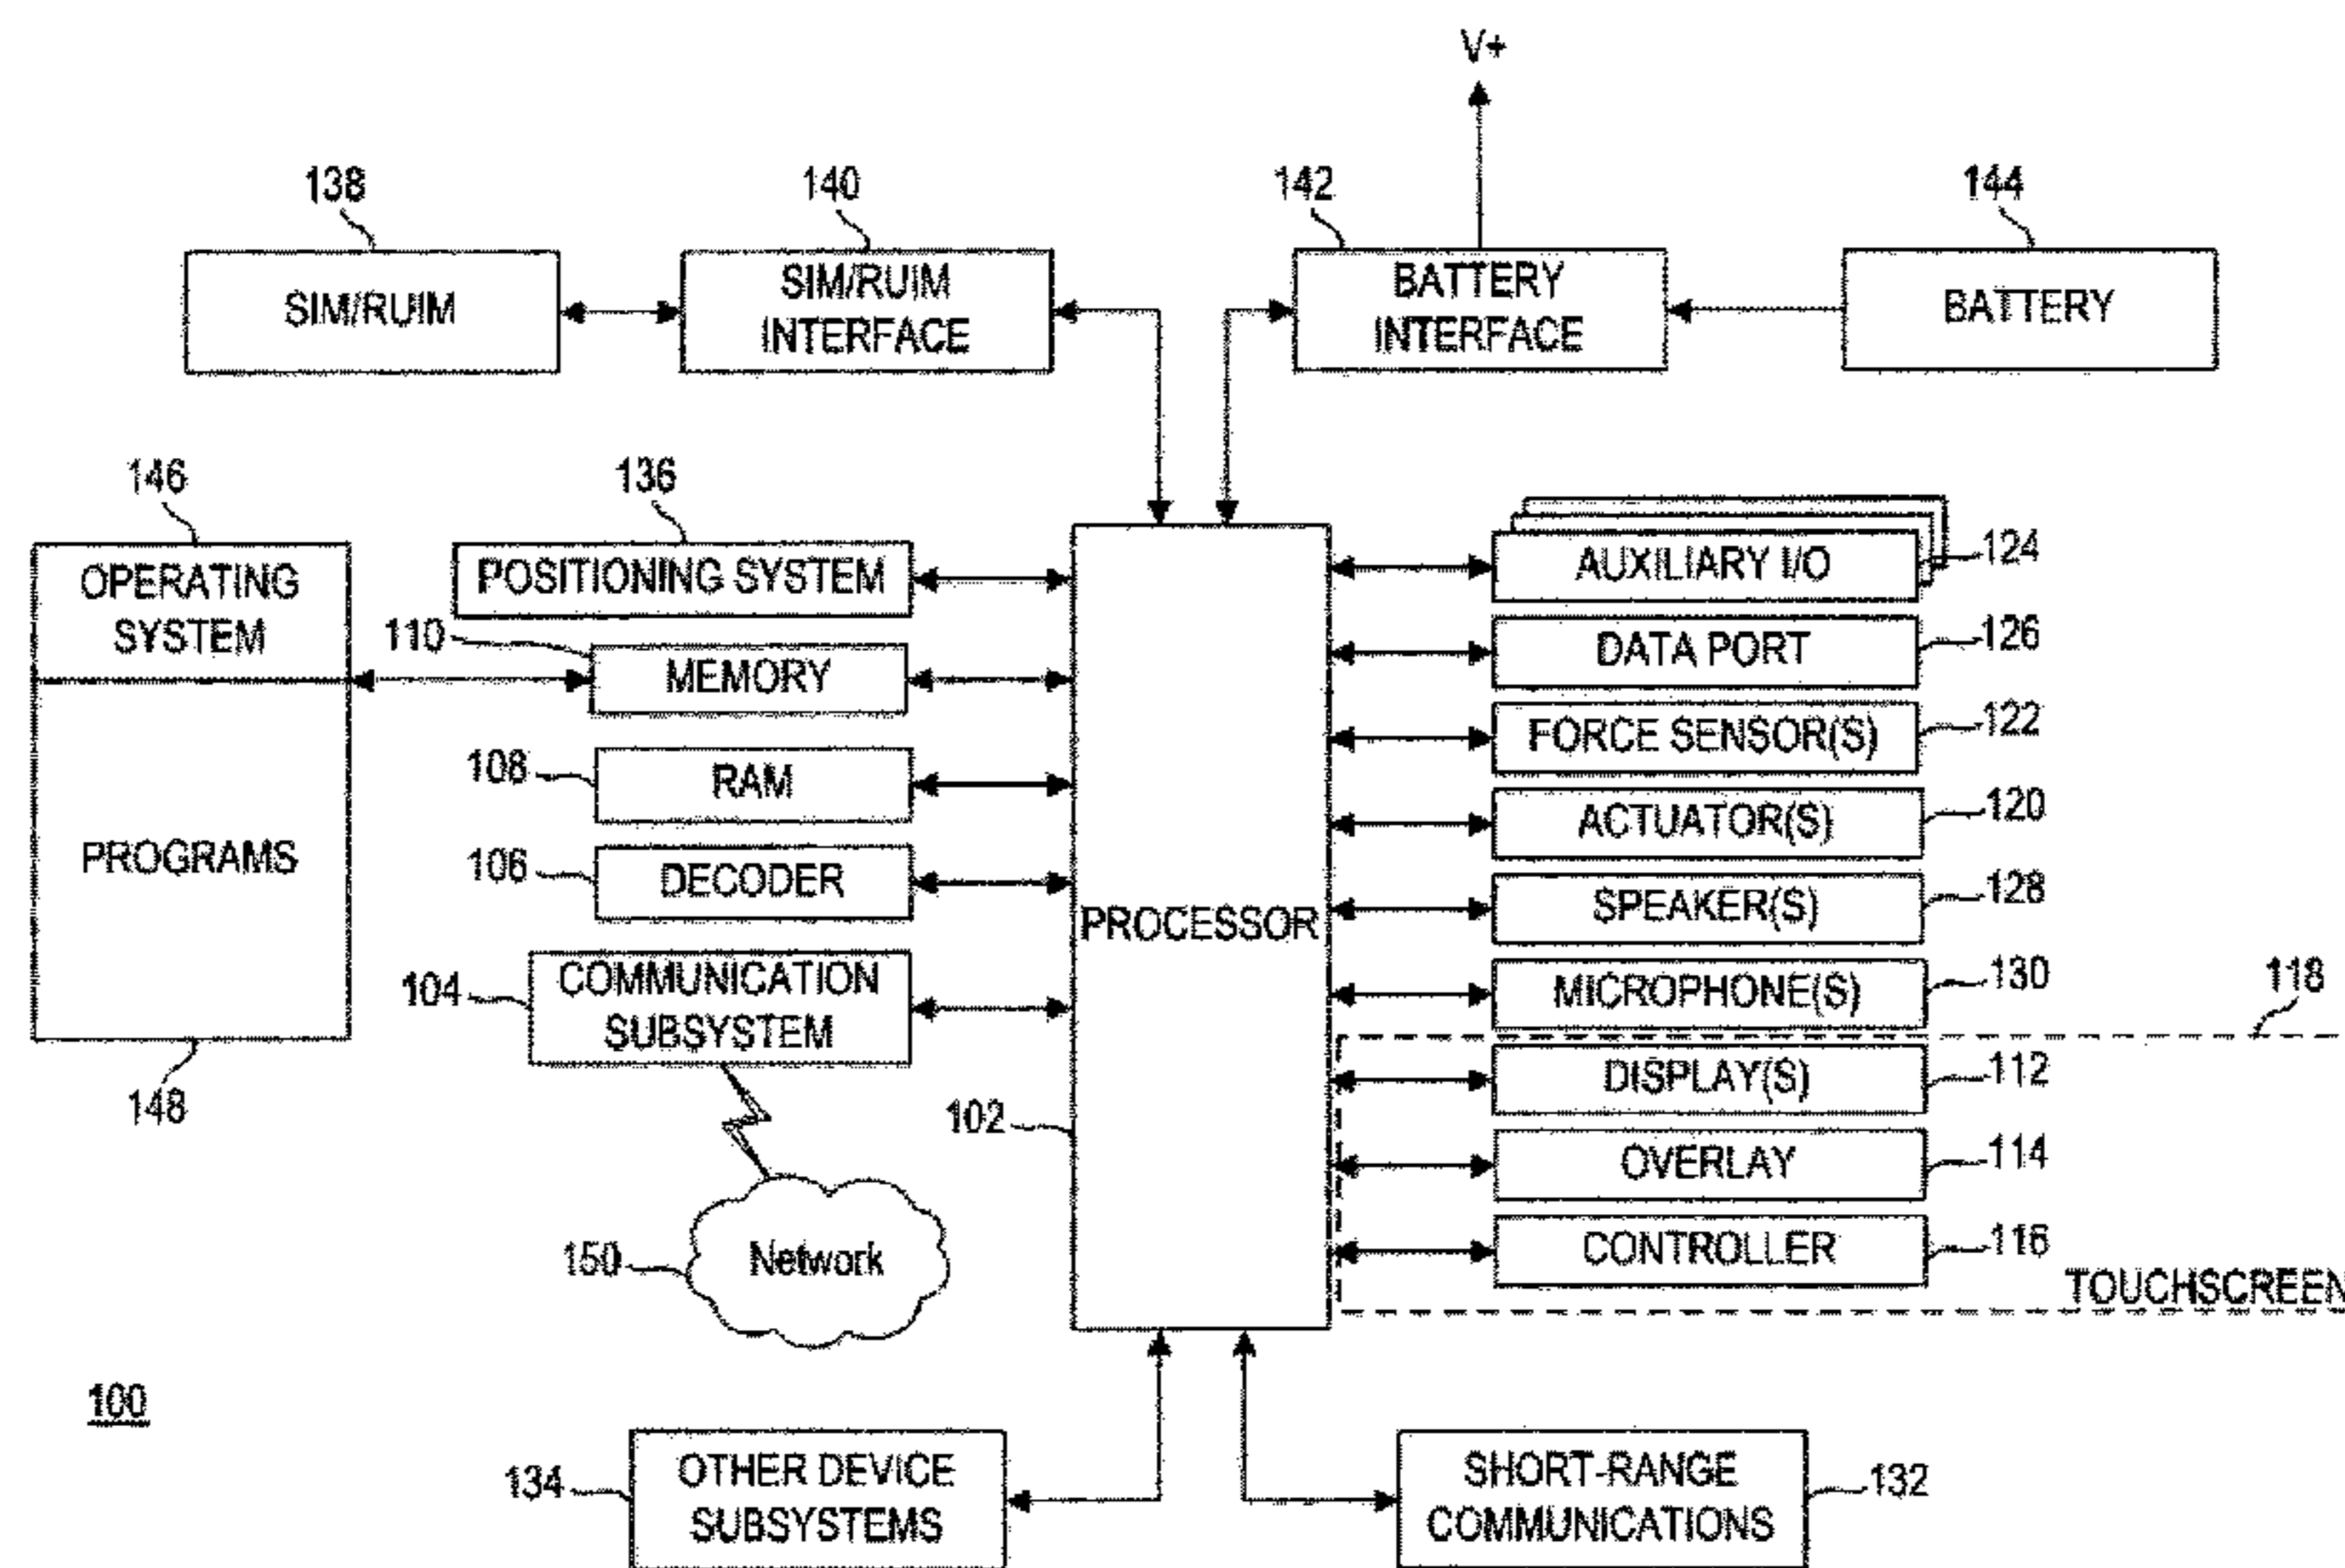 V+
138
140
142
144
SIM/RUIM
SIM/RUIM
INTERFACE
BATTERY
INTERFACE
BATTERY
146
136
OPERATING
SYSTEM
POSITIONING SYSTEM
AUXILIARY I/O
124
110
MEMORY
DATA PORT
126
FORCE SENSOR(S)
122
108
RAM
ACTUATOR(S)
120
PROGRAMS
106
DECODER
PROCESSOR
SPEAKER(S)
128
104
COMMUNICATION
SUBSYSTEM
MICROPHONE(S)
130
118
148
102
DISPLAY(S)
112
OVERLAY
114
150
Network
CONTROLLER
116
TOUCHSCREEN
100
134
OTHER DEVICE
SUBSYSTEMS
SHORT-RANGE
COMMUNICATIONS
132